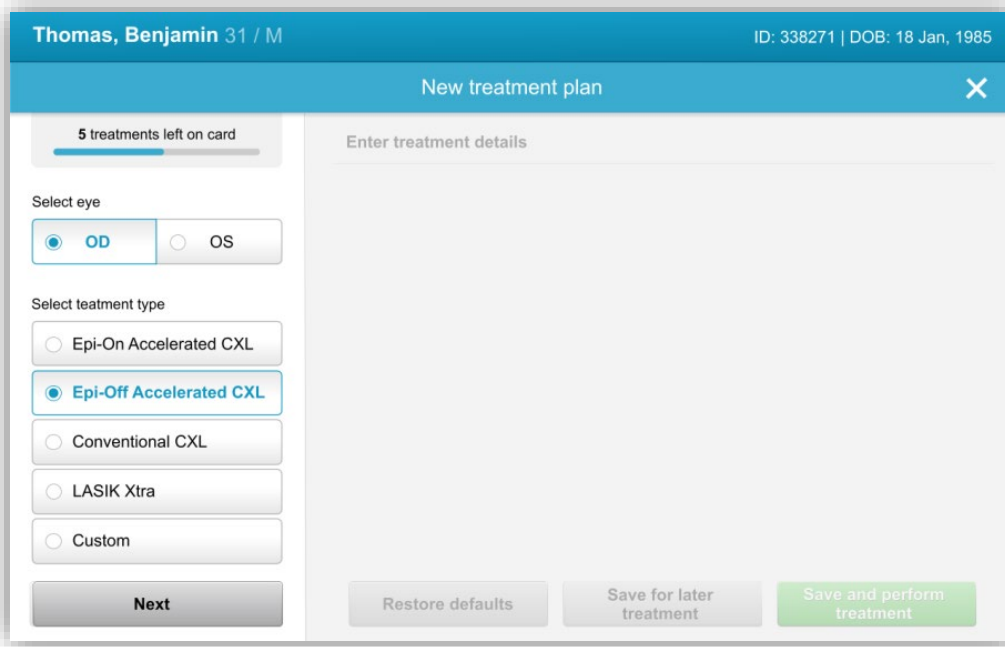 Thomas, Benjamin 31 / M
ID: 338271 | DOB: 18 Jan, 1985
New treatment plan
5 treatments left on card
Select eye
OD
OS
Select teatment type
Epi-On Accelerated CXL
Epi-Off Accelerated CXL
Conventional CXL
LASIK Xtra
Custom
Next
Enter treatment details
Restore defaults
Save for later
treatment
Save and perform
treatment